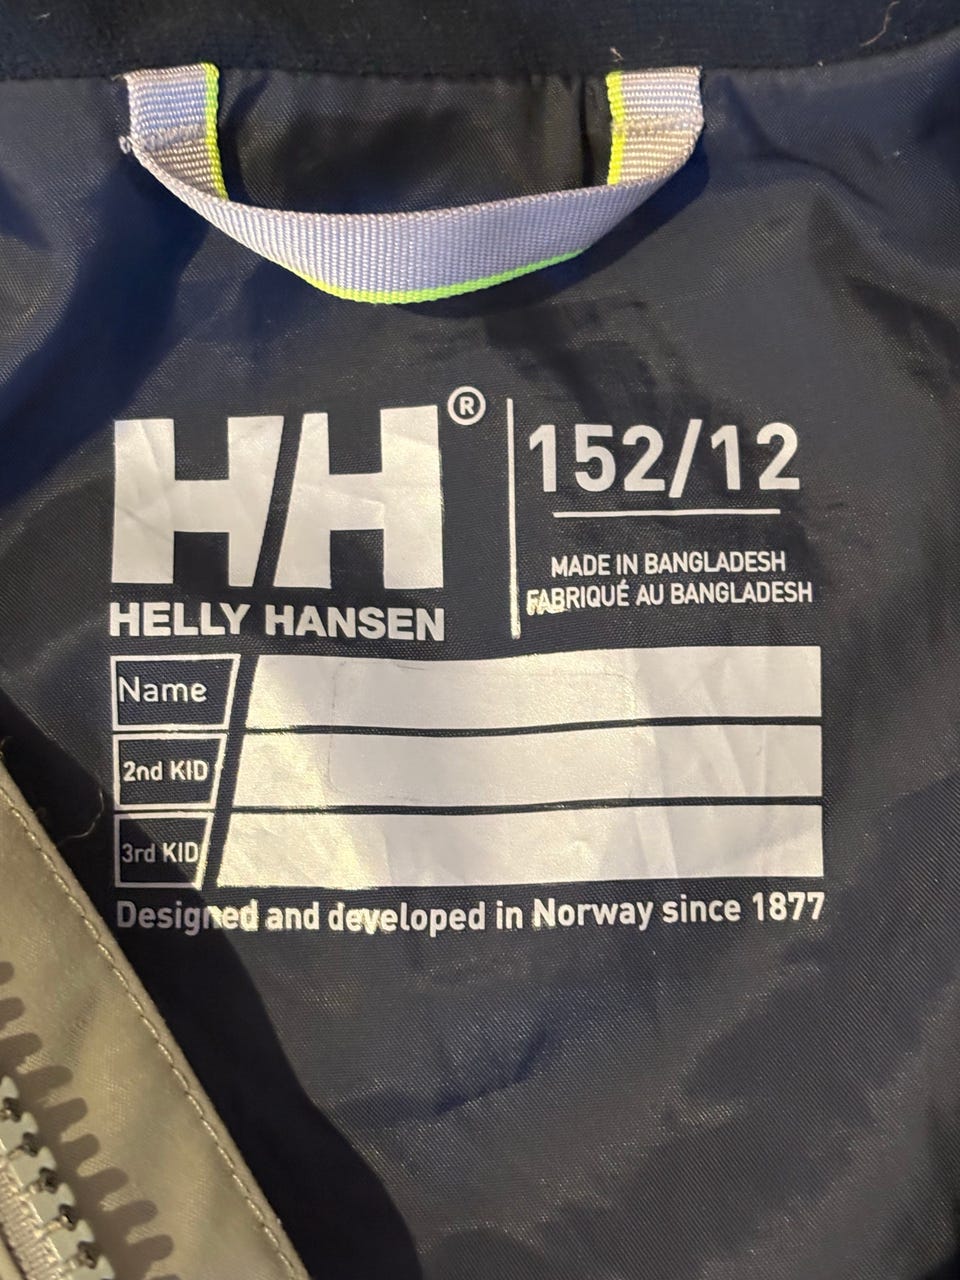 HH®
HELLY HANSEN
152/12
MADE IN BANGLADESH
FABRIQUÉ AU BANGLADESH
Name
2nd KID
3rd KID
Designed and developed in Norway since 1877